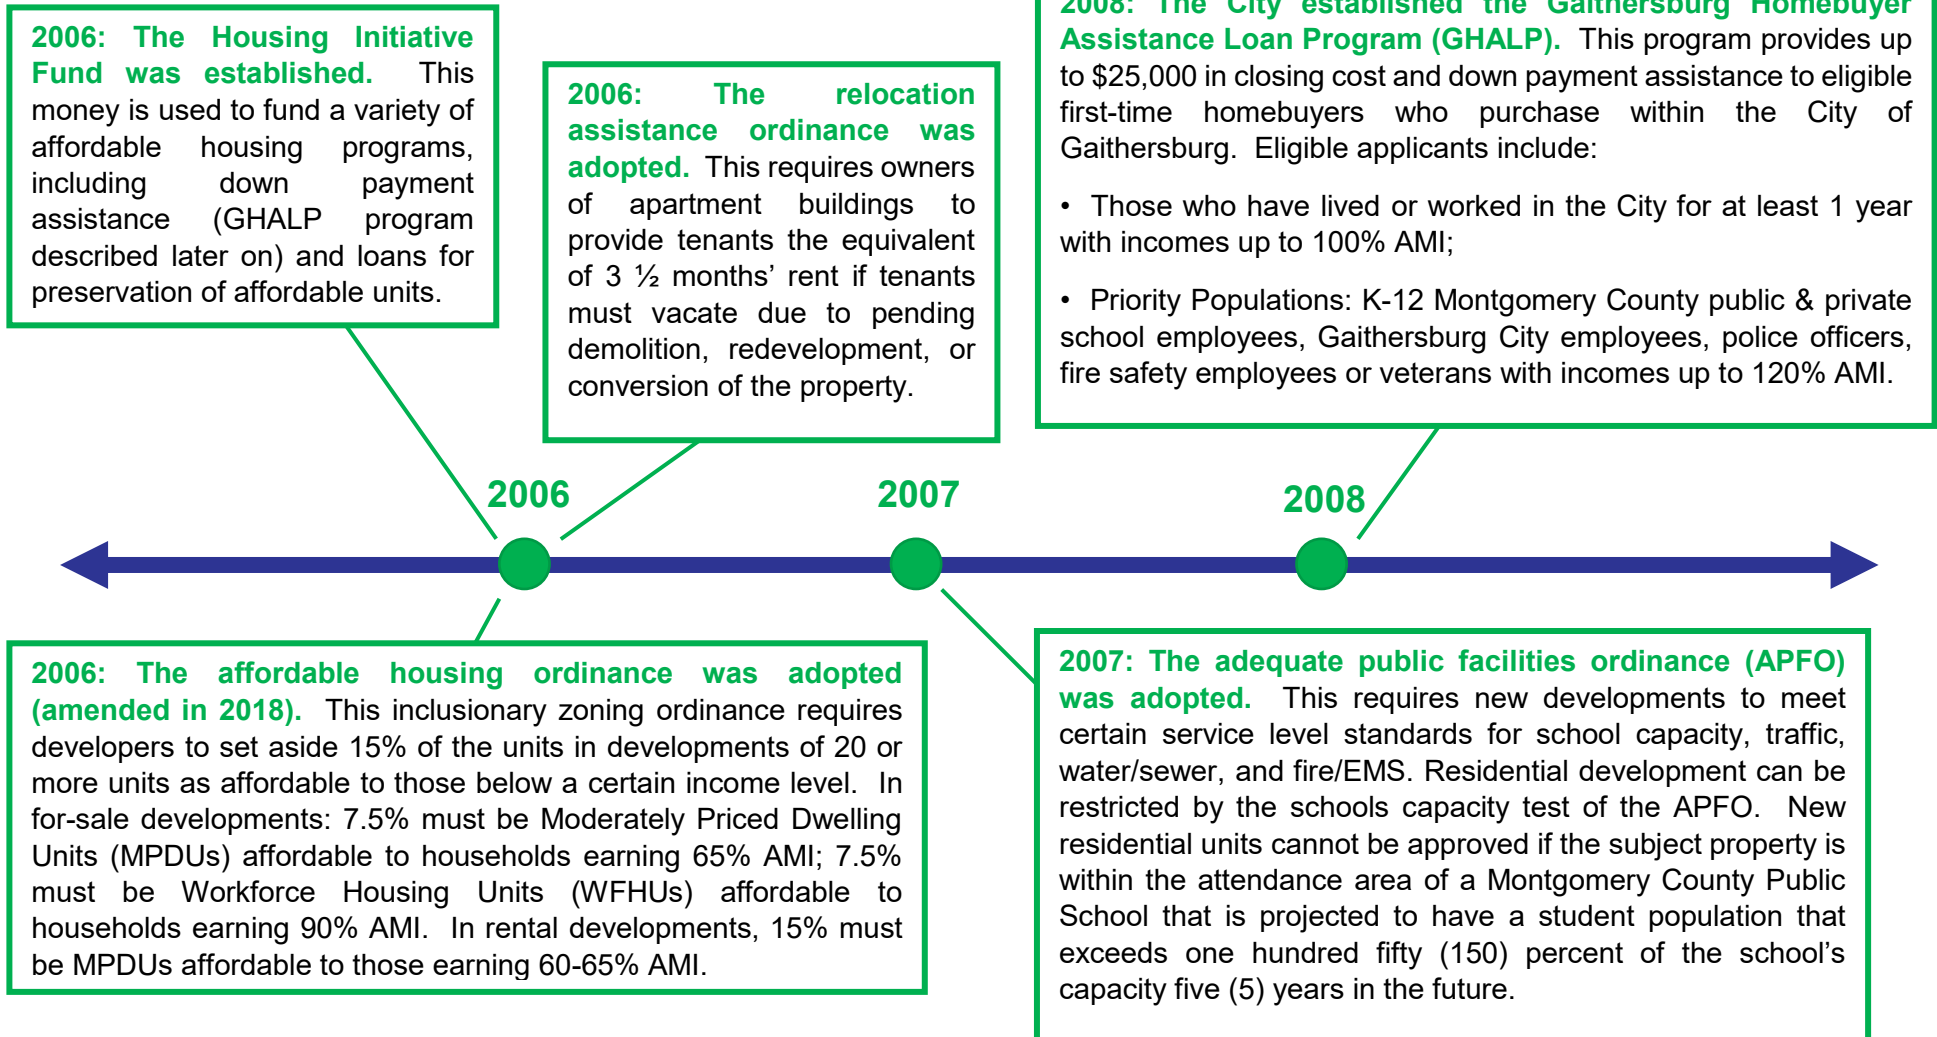 2006: The Housing Initiative
Fund was established. This
money is used to fund a variety of
affordable housing programs,
including down payment
assistance (GHALP program
described later on) and loans for
preservation of affordable units.
2006: The relocation
assistance ordinance was
adopted. This requires owners
of apartment buildings to
provide tenants the equivalent
of 3 ½ months’ rent if tenants
must vacate due to pending
demolition, redevelopment, or
conversion of the property.
2008: The City established the Gaithersburg Homebuyer
Assistance Loan Program (GHALP). This program provides up
to $25,000 in closing cost and down payment assistance to eligible
first-time homebuyers who purchase within the City of
Gaithersburg. Eligible applicants include:
• Those who have lived or worked in the City for at least 1 year
with incomes up to 100% AMI;
• Priority Populations: K-12 Montgomery County public & private
school employees, Gaithersburg City employees, police officers,
fire safety employees or veterans with incomes up to 120% AMI.
2006
2007
2008
2006: The affordable housing ordinance was adopted
(amended in 2018). This inclusionary zoning ordinance requires
developers to set aside 15% of the units in developments of 20 or
more units as affordable to those below a certain income level. In
for-sale developments: 7.5% must be Moderately Priced Dwelling
Units (MPDUs) affordable to households earning 65% AMI; 7.5%
must be Workforce Housing Units (WFHUs) affordable to
households earning 90% AMI. In rental developments, 15% must
be MPDUs affordable to those earning 60-65% AMI.
2007: The adequate public facilities ordinance (APFO)
was adopted. This requires new developments to meet
certain service level standards for school capacity, traffic,
water/sewer, and fire/EMS. Residential development can be
restricted by the schools capacity test of the APFO. New
residential units cannot be approved if the subject property is
within the attendance area of a Montgomery County Public
School that is projected to have a student population that
exceeds one hundred fifty (150) percent of the school’s
capacity five (5) years in the future.